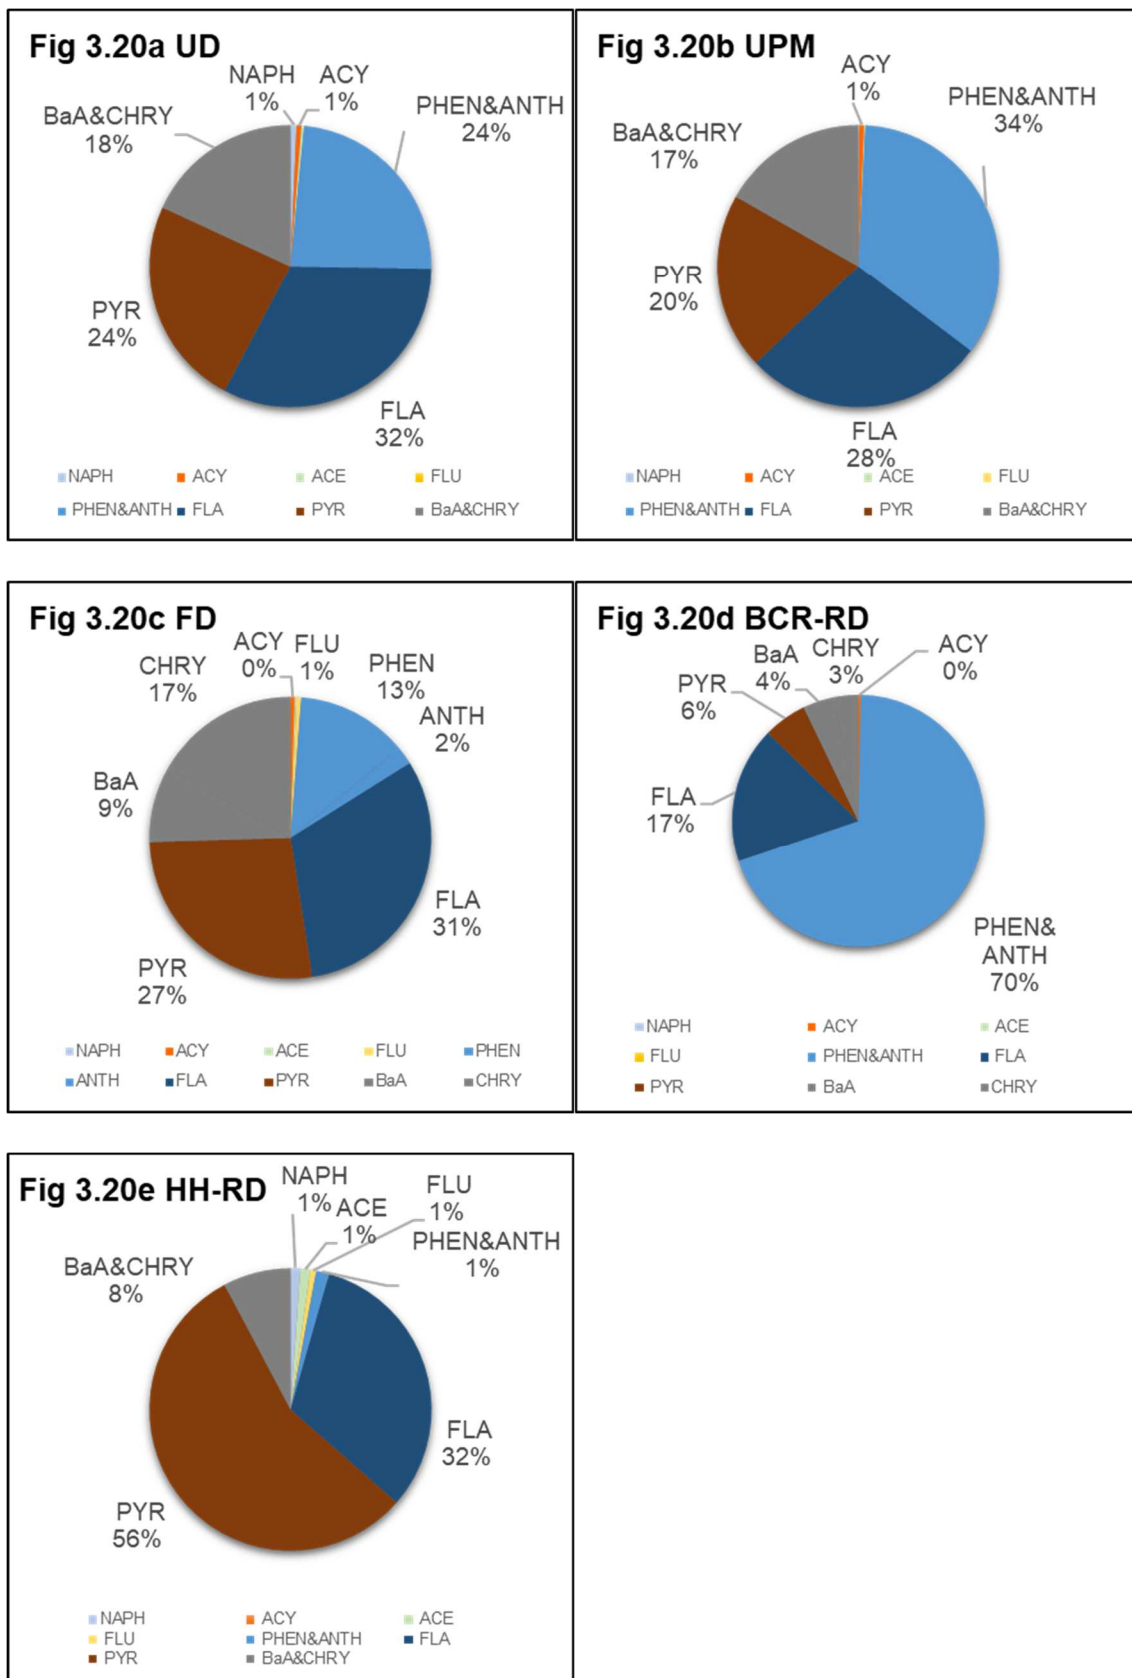 Fig 3.20a UD
NAPH
1%
ACY
1%
PHEN&ANTH
24%
BaA&CHRY
18%
PYR
24%
FLA
32%
NAPH ACY ACE FLU
PHEN&ANTH FLA PYR BaA&CHRY
Fig 3.20b UPM
ACY
1%
PHEN&ANTH
34%
BaA&CHRY
17%
PYR
20%
FLA
28%
NAPH ACY ACE FLU
PHEN&ANTH FLA PYR BaA&CHRY
Fig 3.20c FD
ACY
0%
FLU
1%
PHEN
13%
ANTH
2%
CHRY
17%
BaA
9%
FLA
31%
PYR
27%
NAPH ACY ACE FLU PHEN
ANTH FLA PYR BaA CHRY
Fig 3.20d BCR-RD
BaA
4%
CHRY
3%
ACY
0%
PYR
6%
FLA
17%
PHEN&
ANTH
70%
NAPH ACY ACE
FLU PHEN&ANTH FLA
PYR BaA CHRY
Fig 3.20e HH-RD
NAPH
1%
ACE
1%
FLU
1%
PHEN&ANTH
1%
BaA&CHRY
8%
FLA
32%
PYR
56%
NAPH ACY ACE
FLU PHEN&ANTH FLA
PYR BaA&CHRY